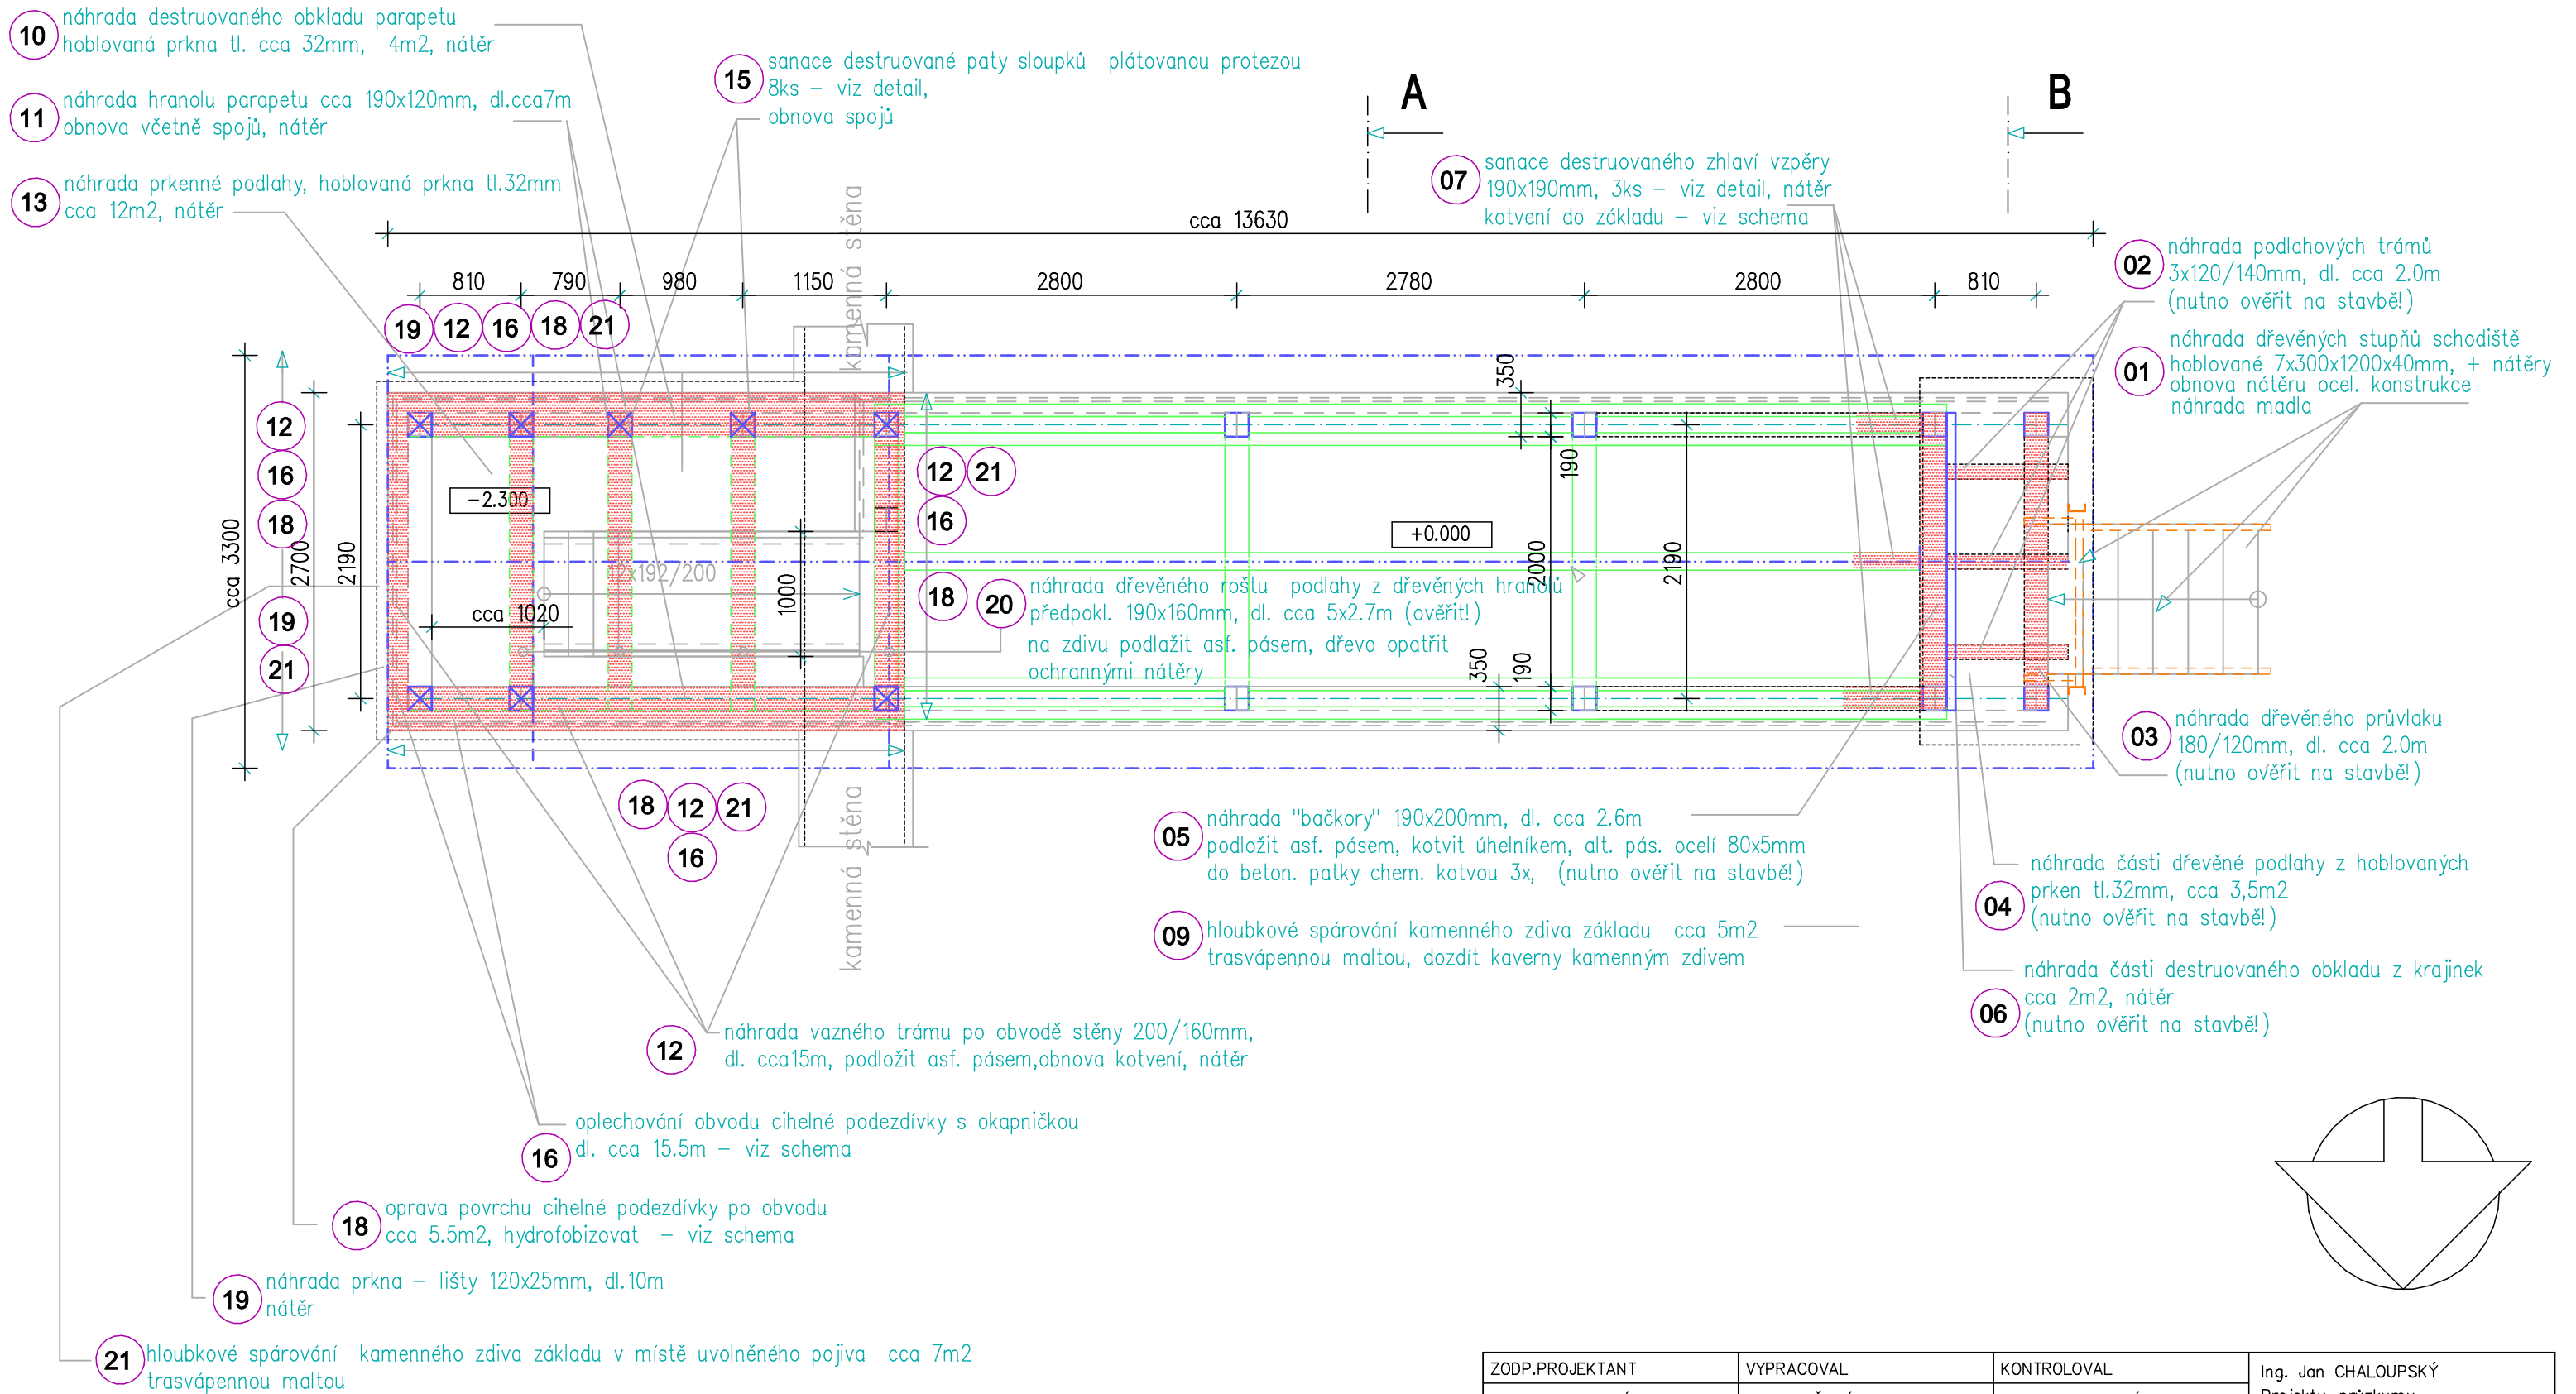 10
náhrada destruovaného obkladu parapetu
hoblovaná prkna tl. cca 32mm, 4m2, nátěr
11
náhrada hranolu parapetu cca 190x120mm, dl.cca7m
obnova včetně spojů, nátěr
13
náhrada prkenné podlahy, hoblovaná prkna tl.32mm
cca 12m2, nátěr
15
sanace destruované paty sloupků plátovanou protezou
8ks – viz detail,
obnova spojů
A
B
07
sanace destruovaného zhlaví vzpěry
190x190mm, 3ks – viz detail, nátěr
kotvení do základu – viz schema
02
náhrada podlahových trámů
3x120/140mm, dl. cca 2.0m
(nutno ověřit na stavbě!)
01
náhrada dřevěných stupňů schodiště
hoblované 7x300x1200x40mm, + nátěry
obnova nátěru ocel. konstrukce
náhrada madla
cca 13630
810 790 980 1150 2800 2780 2800 810
19 12 16 18 21
kamenná stěna
12
16
18
19
21
cca 3300
2700
2190
-2.300
cca 1020
x192/200
1000
12 21
16
18
+0.000
350
190
2000
2190
350
190
20
náhrada dřevěného roštu podlahy z dřevěných hranolů
předpokl. 190x160mm, dl. cca 5x2.7m (ověřit!)
na zdivu podlažit asf. pásem, dřevo opatřit
ochrannými nátěry
03
náhrada dřevěného průvlaku
180/120mm, dl. cca 2.0m
(nutno ověřit na stavbě!)
18 12 21
16
kamenná stěna
05
náhrada "bačkory" 190x200mm, dl. cca 2.6m
podložit asf. pásem, kotvit úhelníkem, alt. pás. ocelí 80x5mm
do beton. patky chem. kotvou 3x, (nutno ověřit na stavbě!)
04
náhrada části dřevěné podlahy z hoblovaných
prken tl.32mm, cca 3,5m2
(nutno ověřit na stavbě!)
09
hloubkové spárování kamenného zdiva základu cca 5m2
trasvápennou maltou, dozdít kaverny kamenným zdivem
06
náhrada části destruovaného obkladu z krajinek
cca 2m2, nátěr
(nutno ověřit na stavbě!)
12
náhrada vazného trámu po obvodě stěny 200/160mm,
dl. cca15m, podložit asf. pásem,obnova kotvení, nátěr
16
oplechování obvodu cihelné podezdívky s okapničkou
dl. cca 15.5m – viz schema
18
oprava povrchu cihelné podezdívky po obvodu
cca 5.5m2, hydrofobizovat – viz schema
19
náhrada prkna – lišty 120x25mm, dl.10m
nátěr
21
hloubkové spárování kamenného zdiva základu v místě uvolněného pojiva cca 7m2
trasvápennou maltou
ZODP.PROJEKTANT VYPRACOVAL KONTROLOVAL Ing. Jan CHALOUPSKÝ